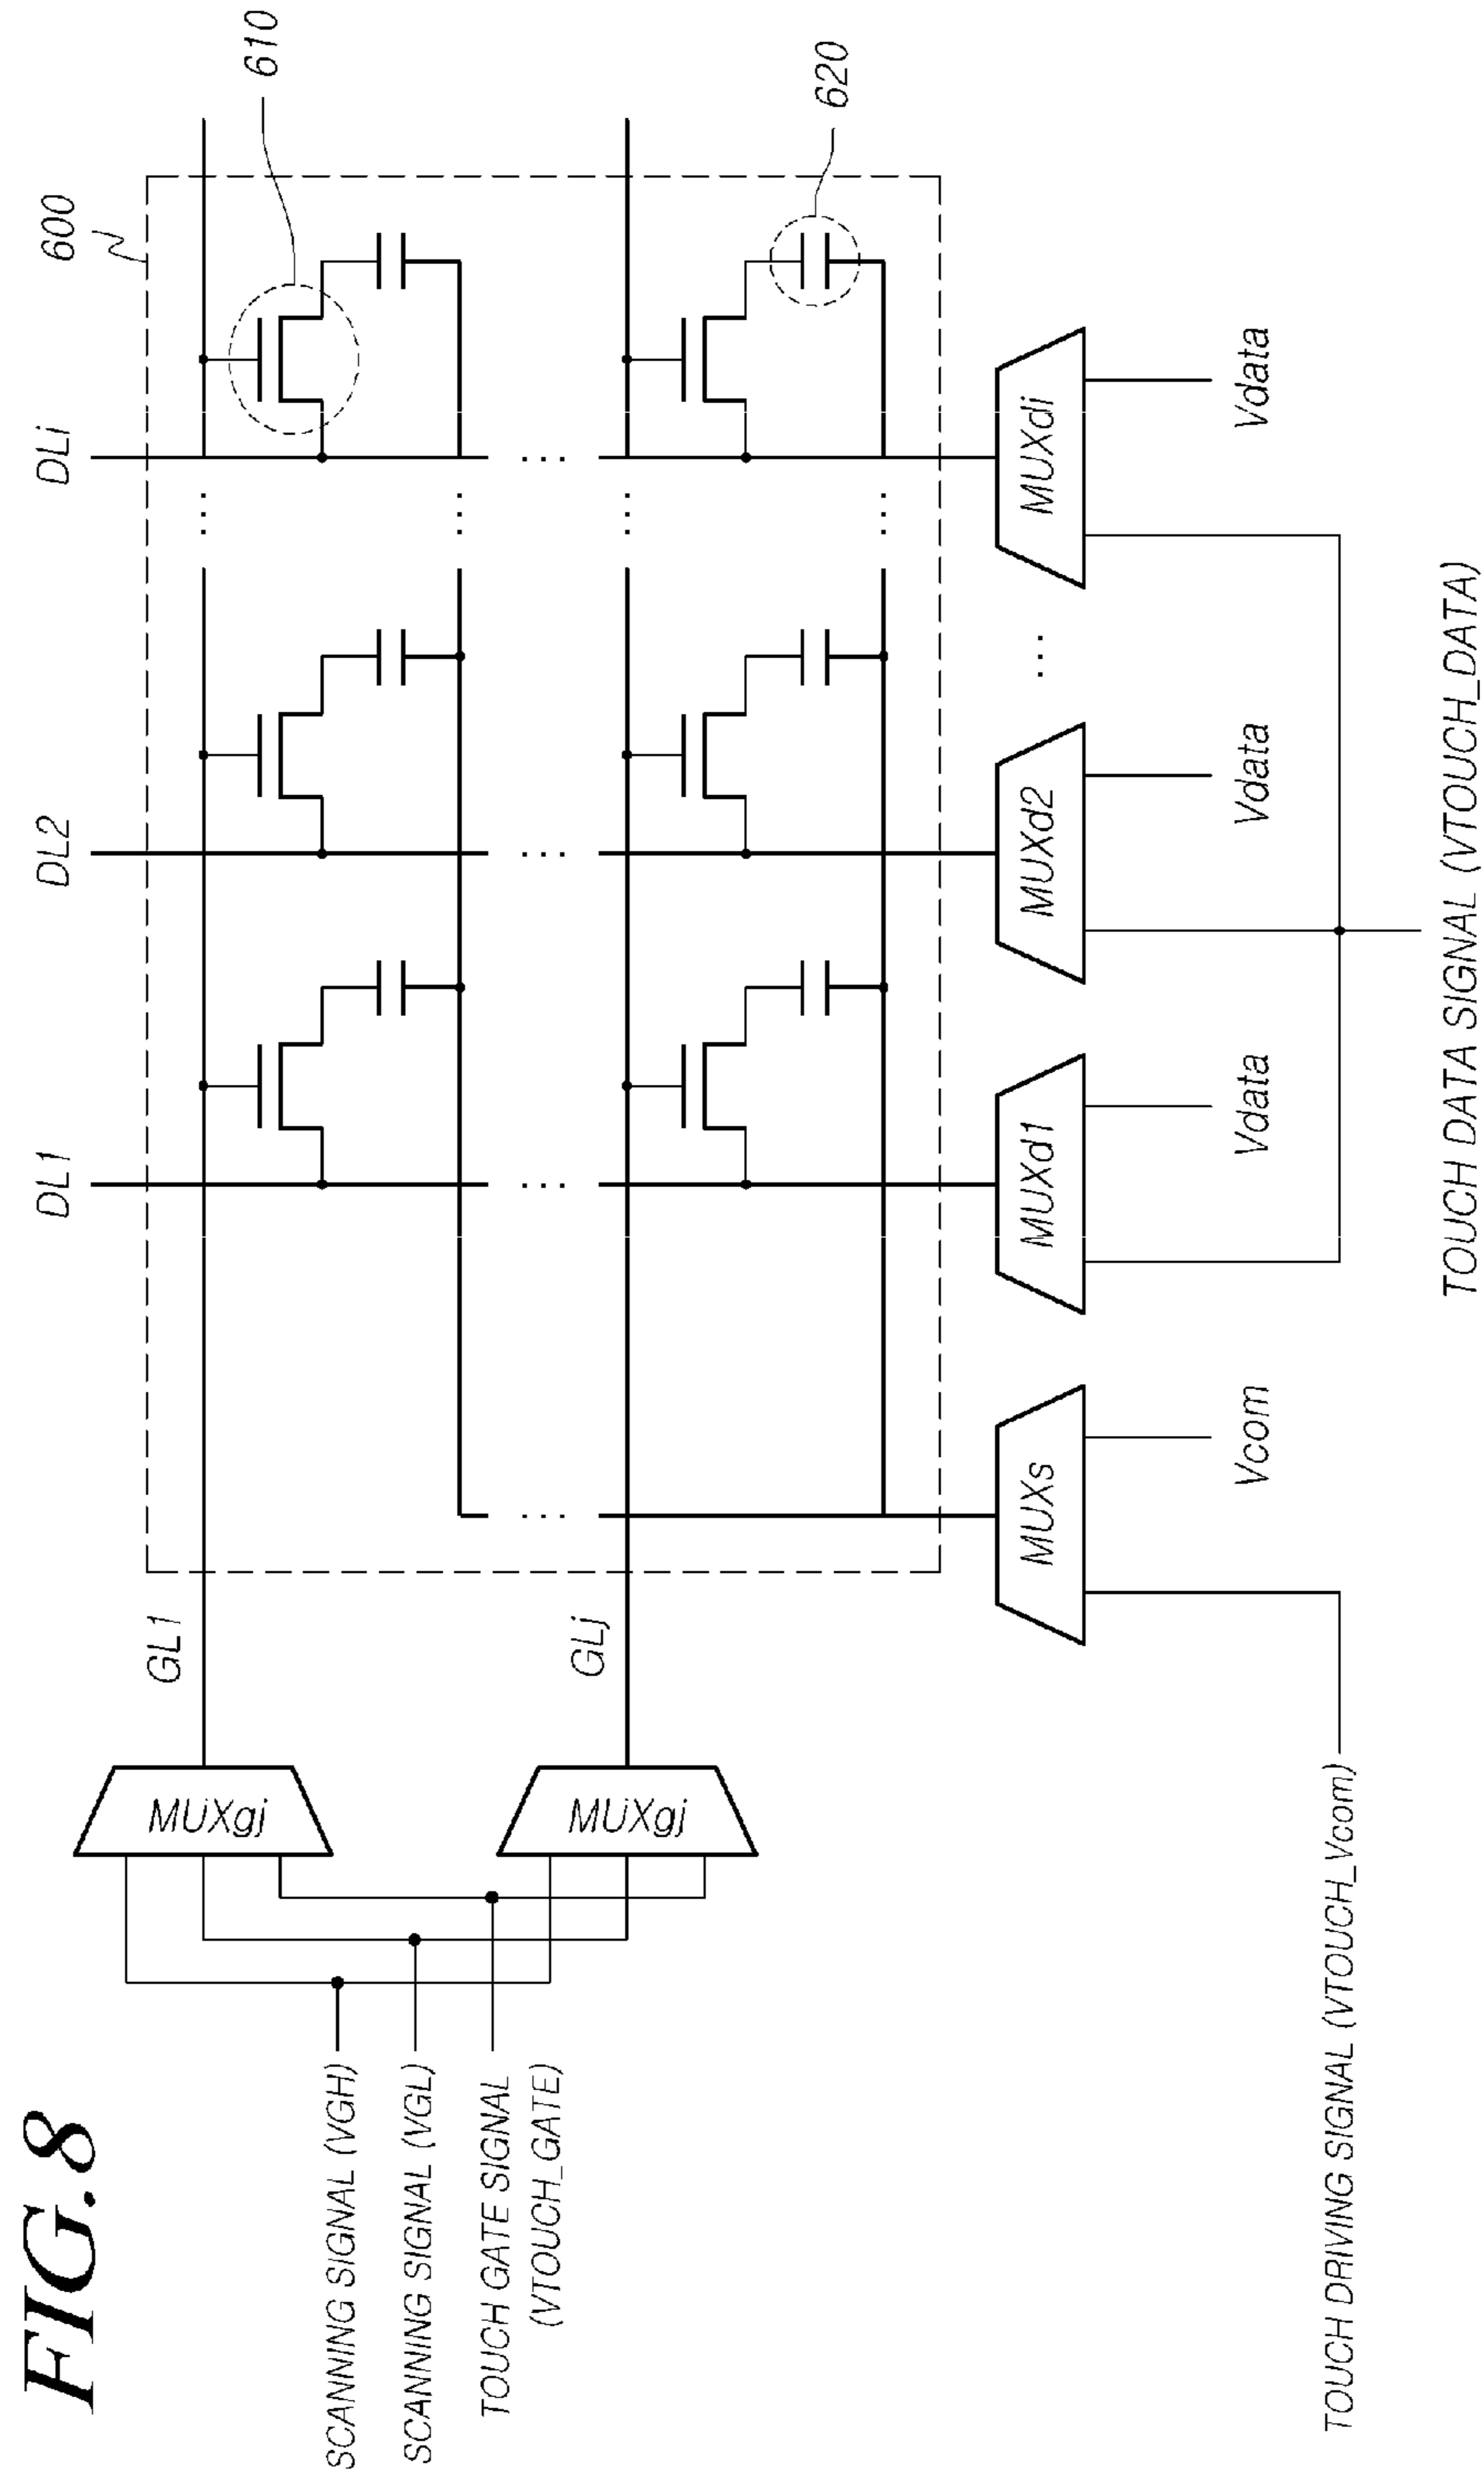 FIG.8
DL1
DL2
DLi
600
610
620
GL1
GLj
MUXgj
MUXgj
SCANNING SIGNAL (VGH)
SCANNING SIGNAL (VGL)
TOUCH GATE SIGNAL
(VTOUCH_GATE)
...
...
...
...
...
...
...
...
MUXs
MUXd1
MUXd2
...
MUXdi
Vcom
Vdata
Vdata
Vdata
TOUCH DRIVING SIGNAL (VTOUCH_Vcom)
TOUCH DATA SIGNAL (VTOUCH_DATA)